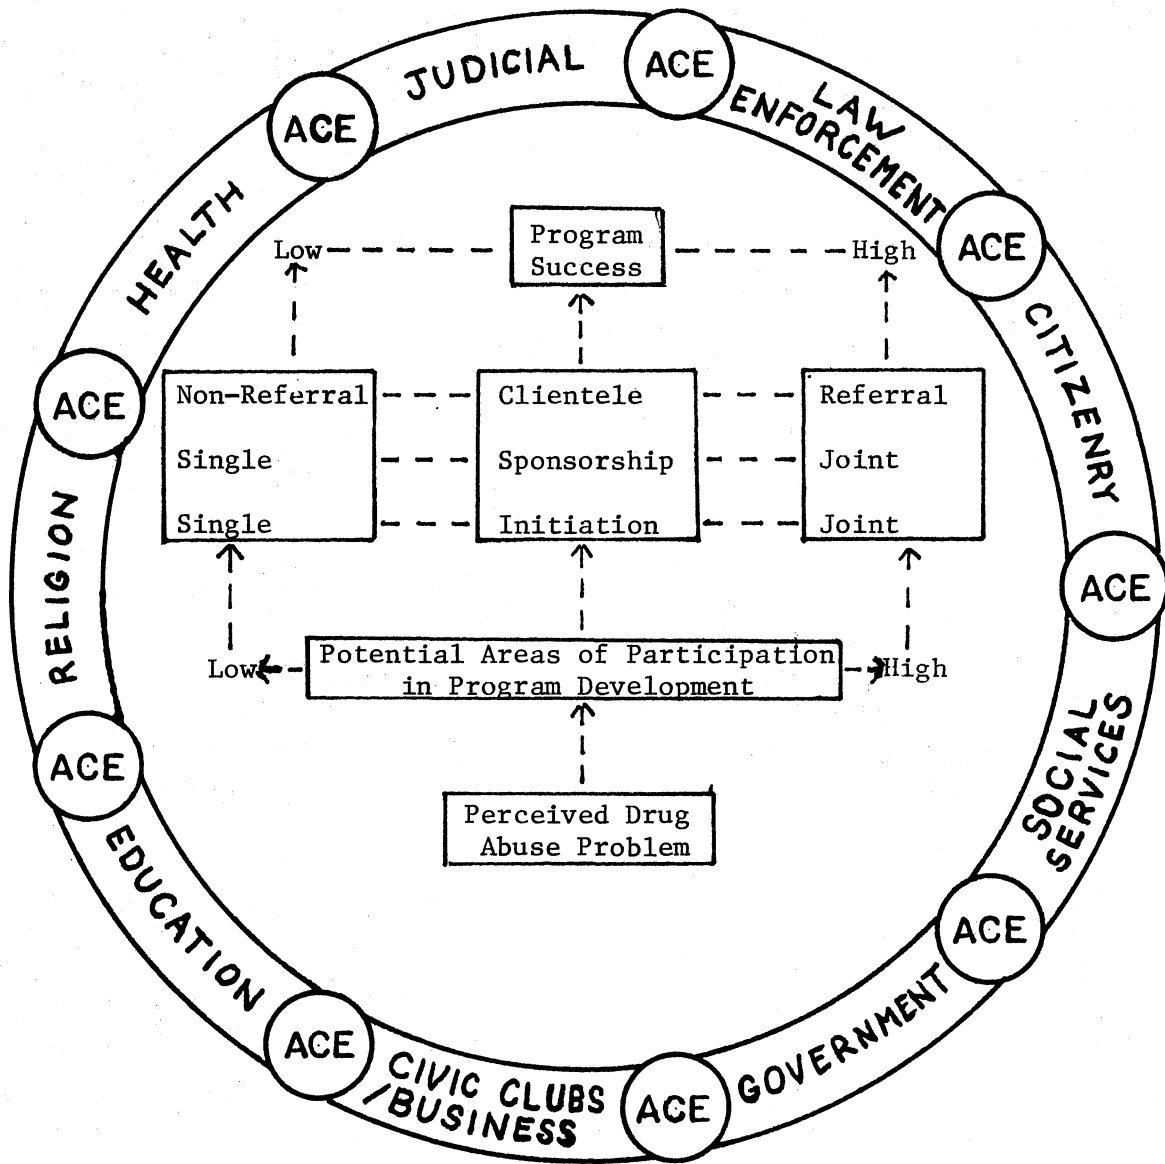 JUDICIAL
ACE
LAW
ENFORCEMENT
ACE
CITIZENRY
ACE
SOCIAL
SERVICES
ACE
GOVERNMENT
ACE
CIVIC CLUBS
/BUSINESS
ACE
EDUCATION
ACE
RELIGION
ACE
HEALTH
ACE
Low
Program
Success
High
Non-Referral
Clientele
Referral
Single
Sponsorship
Joint
Single
Initiation
Joint
Low
Potential Areas of Participation
in Program Development
High
Perceived Drug
Abuse Problem